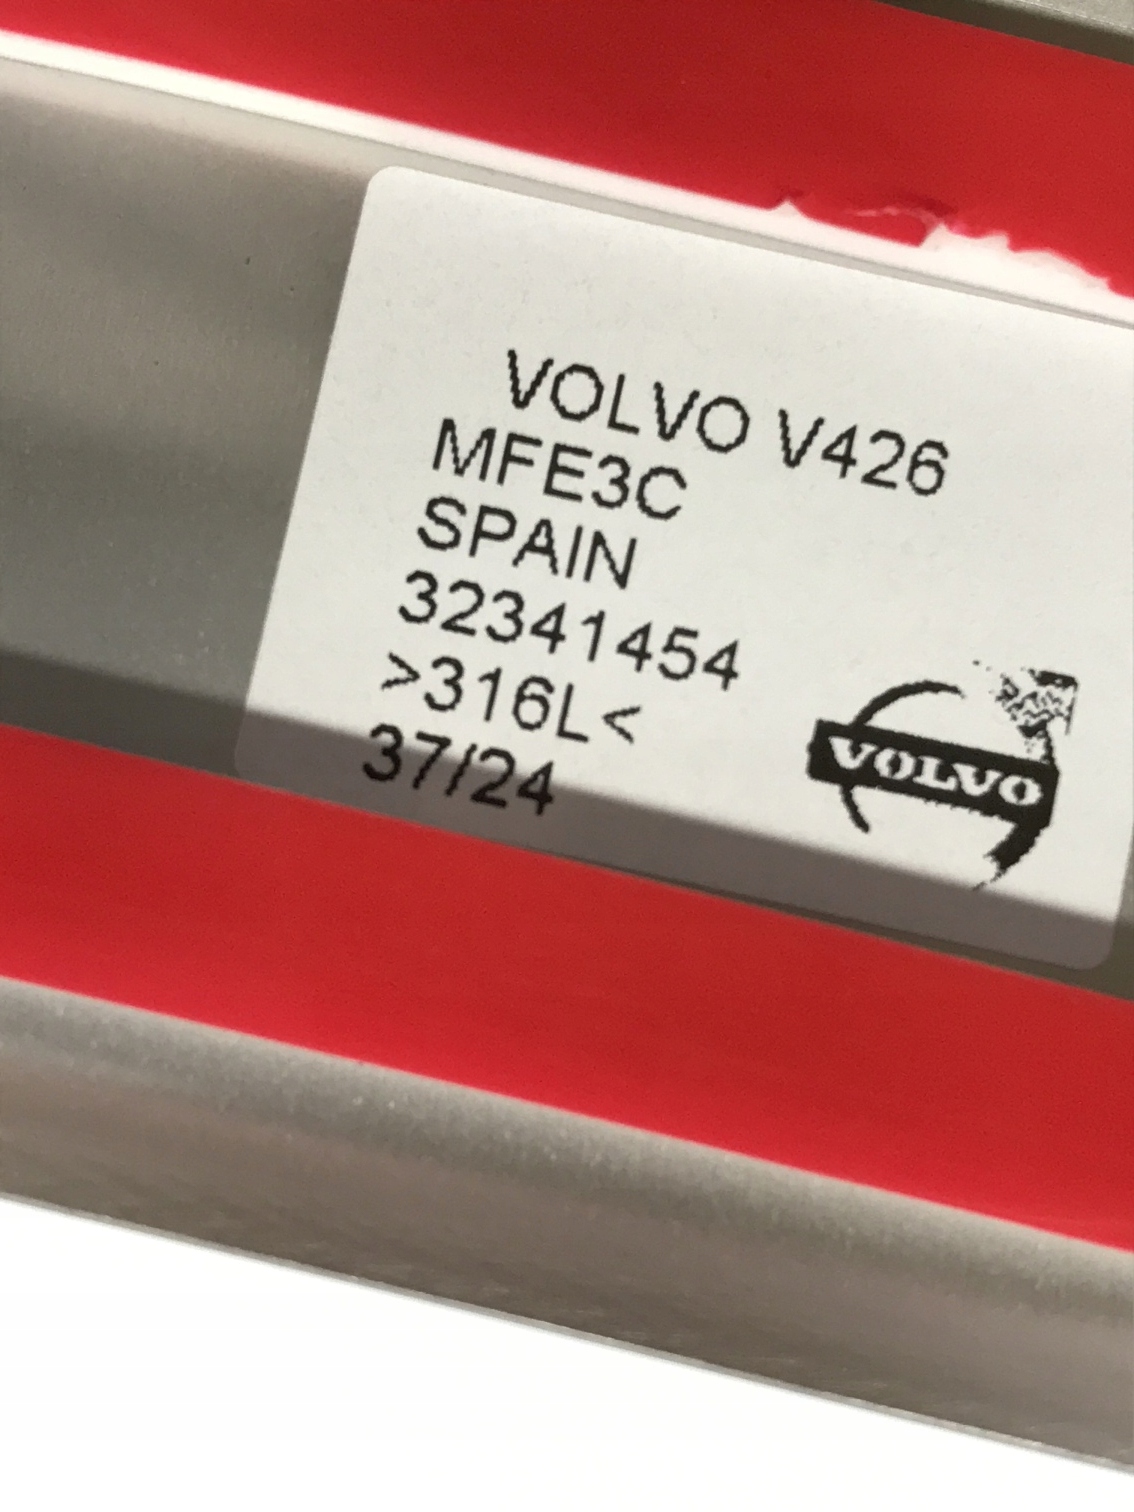 VOLVO V426
MFE3C
SPAIN
32341454
>316L<
37/24
VOLVO